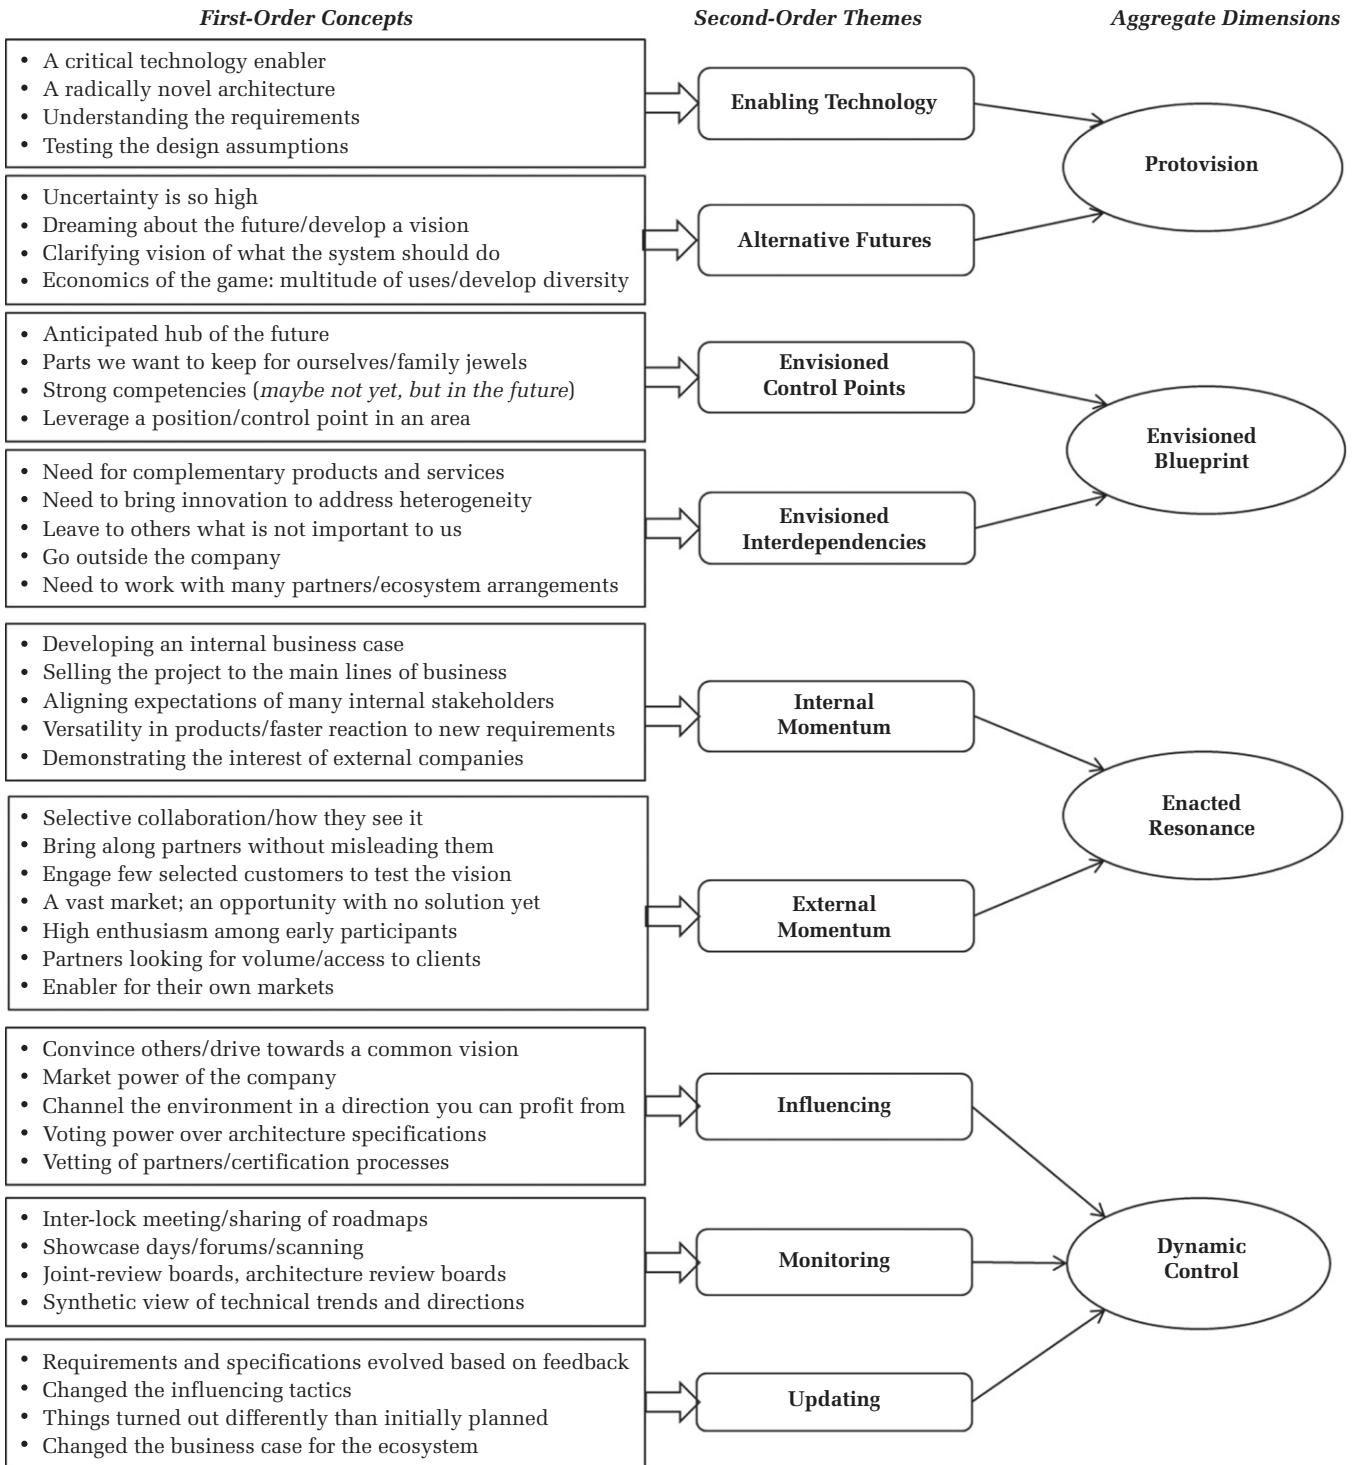 First-Order Concepts
Second-Order Themes
Aggregate Dimensions
• A critical technology enabler
• A radically novel architecture
• Understanding the requirements
• Testing the design assumptions
Enabling Technology
• Uncertainty is so high
• Dreaming about the future/develop a vision
• Clarifying vision of what the system should do
• Economics of the game: multitude of uses/develop diversity
Alternative Futures
Protovision
• Anticipated hub of the future
• Parts we want to keep for ourselves/family jewels
• Strong competencies (maybe not yet, but in the future)
• Leverage a position/control point in an area
Envisioned
Control Points
• Need for complementary products and services
• Need to bring innovation to address heterogeneity
• Leave to others what is not important to us
• Go outside the company
• Need to work with many partners/ecosystem arrangements
Envisioned
Interdependencies
Envisioned
Blueprint
• Developing an internal business case
• Selling the project to the main lines of business
• Aligning expectations of many internal stakeholders
• Versatility in products/faster reaction to new requirements
• Demonstrating the interest of external companies
Internal
Momentum
• Selective collaboration/how they see it
• Bring along partners without misleading them
• Engage few selected customers to test the vision
• A vast market; an opportunity with no solution yet
• High enthusiasm among early participants
• Partners looking for volume/access to clients
• Enabler for their own markets
External
Momentum
Enacted
Resonance
• Convince others/drive towards a common vision
• Market power of the company
• Channel the environment in a direction you can profit from
• Voting power over architecture specifications
• Vetting of partners/certification processes
Influencing
• Inter-lock meeting/sharing of roadmaps
• Showcase days/forums/scanning
• Joint-review boards, architecture review boards
• Synthetic view of technical trends and directions
Monitoring
• Requirements and specifications evolved based on feedback
• Changed the influencing tactics
• Things turned out differently than initially planned
• Changed the business case for the ecosystem
Updating
Dynamic
Control